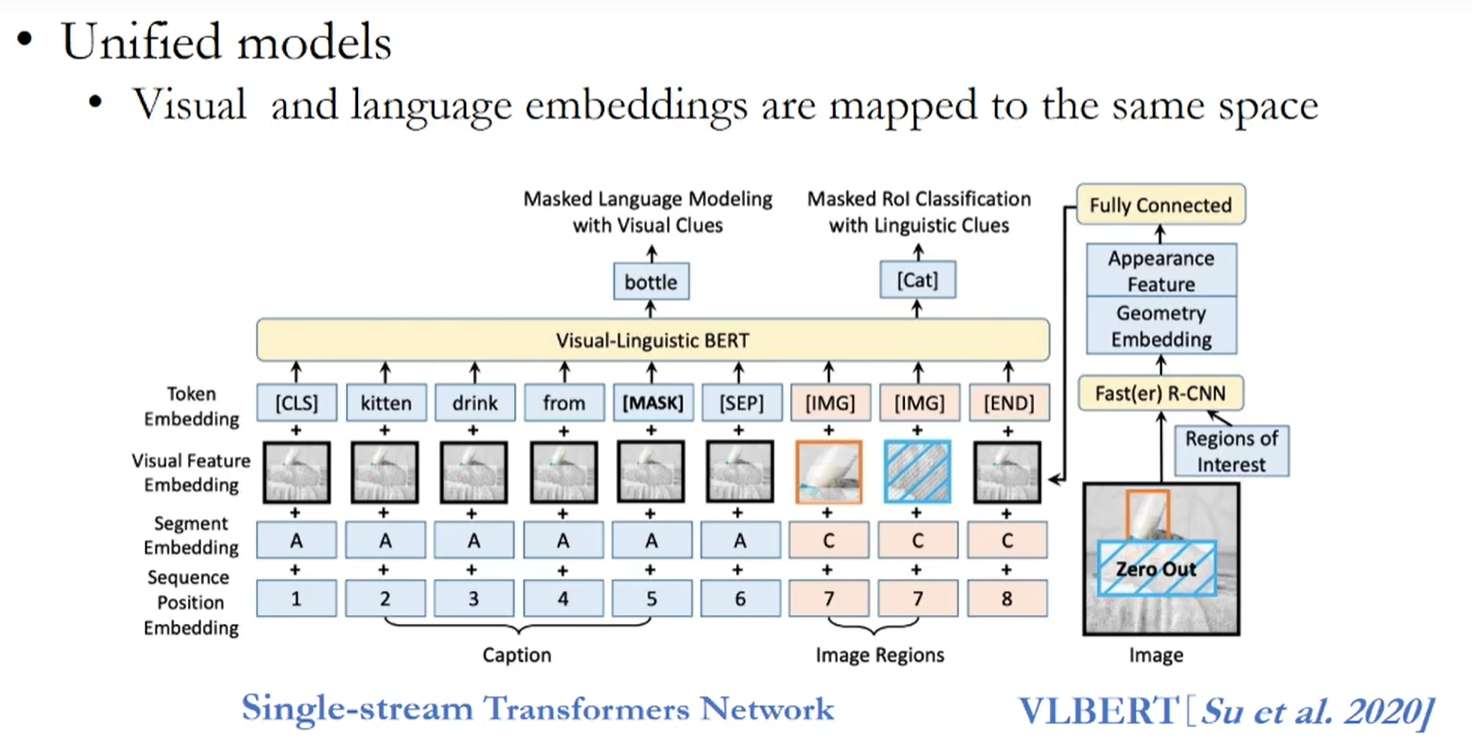 • Unified models
• Visual and language embeddings are mapped to the same space
Masked Language Modeling
with Visual Clues
Masked RoI Classification
with Linguistic Clues
Fully Connected
bottle
[Cat]
Appearance
Feature
Geometry
Embedding
Visual-Linguistic BERT
Fast(er) R-CNN
Regions of
Interest
Token
Embedding
[CLS] kitten drink from [MASK] [SEP] [IMG] [IMG] [END]
+ + + + + + + + +
Visual Feature
Embedding
+ + + + + + + + +
Segment
Embedding
A A A A A A C C C
+ + + + + + + + +
Sequence
Position
Embedding
1 2 3 4 5 6 7 7 8
Zero Out
Caption
Image Regions
Image
Single-stream Transformers Network
VLBERT[Su et al. 2020]